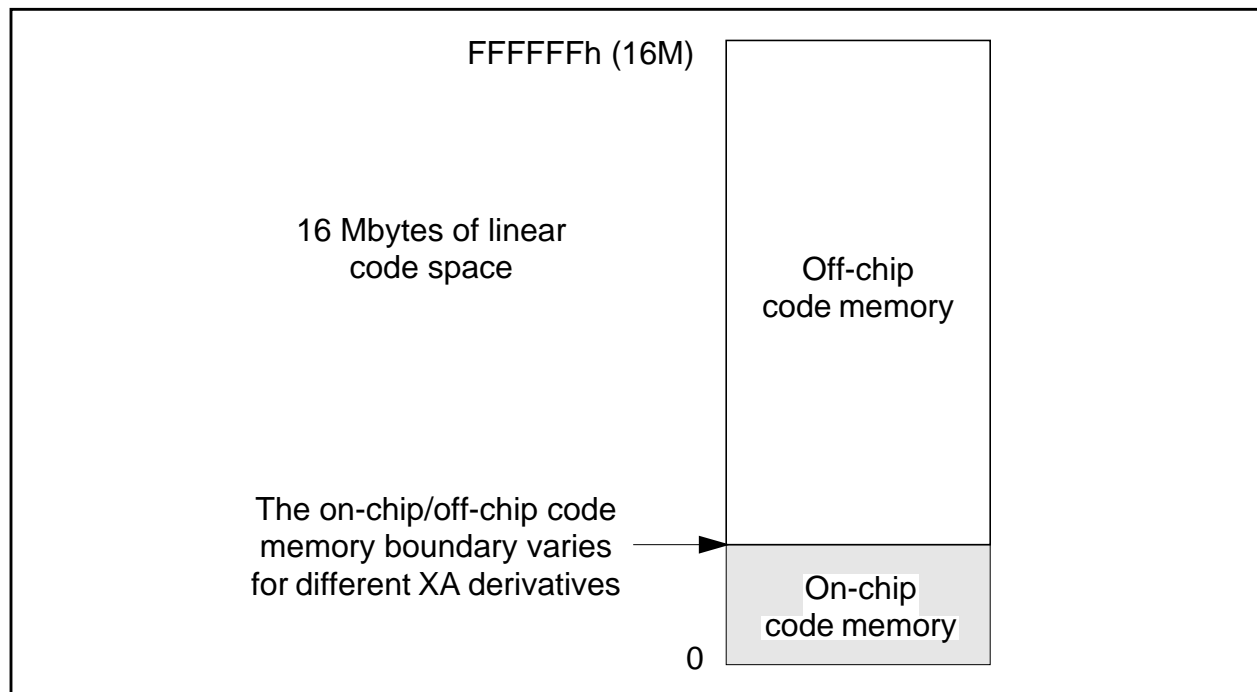 FFFFFFh (16M)
16 Mbytes of linear
code space
Off-chip
code memory
The on-chip/off-chip code
memory boundary varies
for different XA derivatives
On-chip
code memory
0